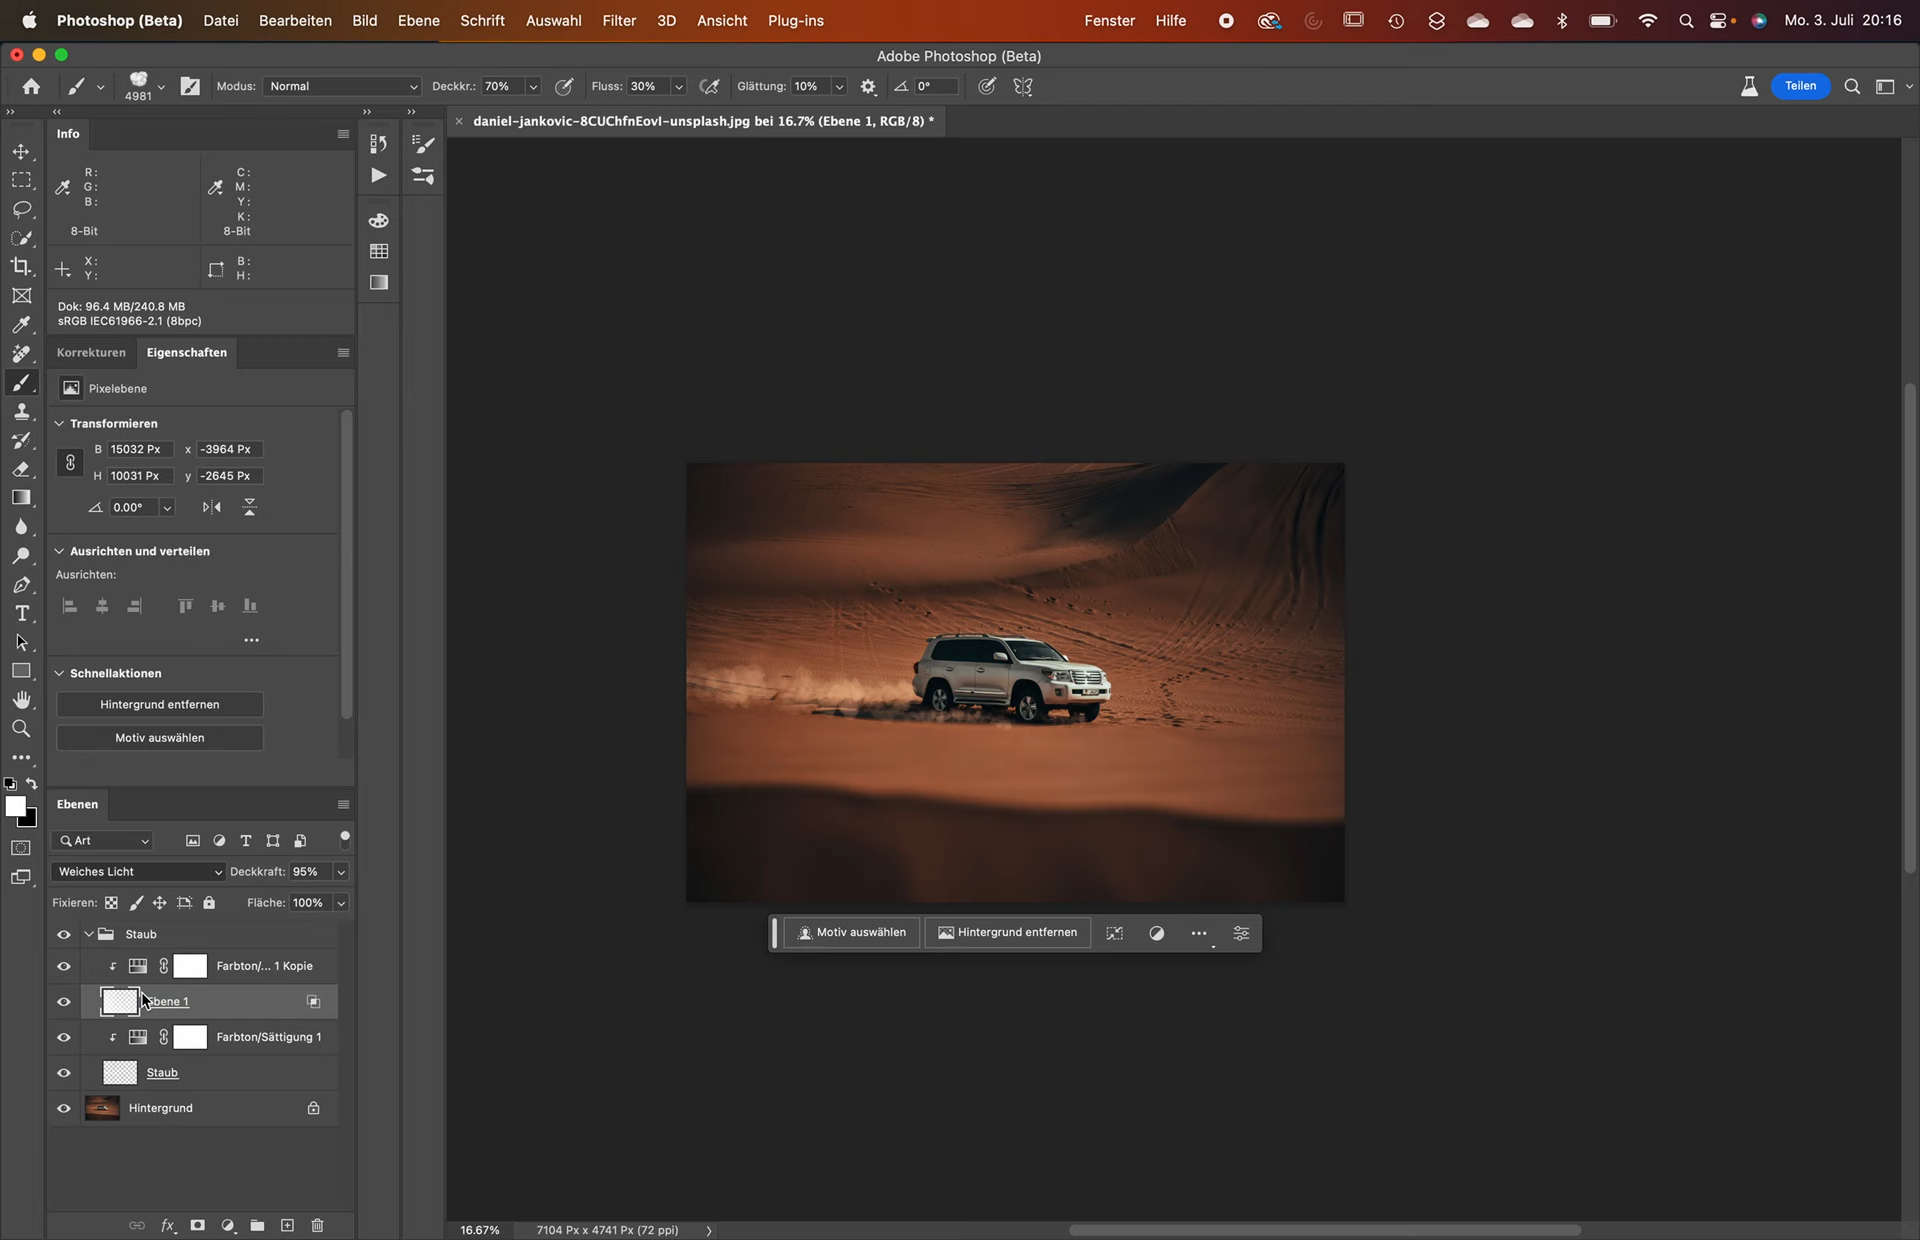 Photoshop (Beta) Datei Bearbeiten Bild Ebene Schrift Auswahl Filter 3D Ansicht Plug-ins Fenster Hilfe Mo. 3. Juli 20:16
Adobe Photoshop (Beta)
4981 Modus: Normal Deckkr.: 70% Fluss: 30% Glättung: 10% 0° Teilen
Info
daniel-jankovic-8CUChfnEovI-unsplash.jpg bei 16.7% (Ebene 1, RGB/8) *
R: C:
G: M:
B: Y:
K:
8-Bit 8-Bit
X: B:
Y: H:
Dok: 96.4 MB/240.8 MB
sRGB IEC61966-2.1 (8bpc)
Korrekturen Eigenschaften
Pixelebene
Transformieren
B 15032 Px x -3964 Px
H 10031 Px y -2645 Px
0.00°
Ausrichten und verteilen
Ausrichten:
Schnellaktionen
Hintergrund entfernen
Motiv auswählen
Ebenen
Art
Weiches Licht Deckkraft: 95%
Fixieren: Fläche: 100%
Staub
Farbton/... 1 Kopie
Ebene 1
Farbton/Sättigung 1
Staub
Hintergrund
Motiv auswählen Hintergrund entfernen
fx
16.67% 7104 Px x 4741 Px (72 ppi)